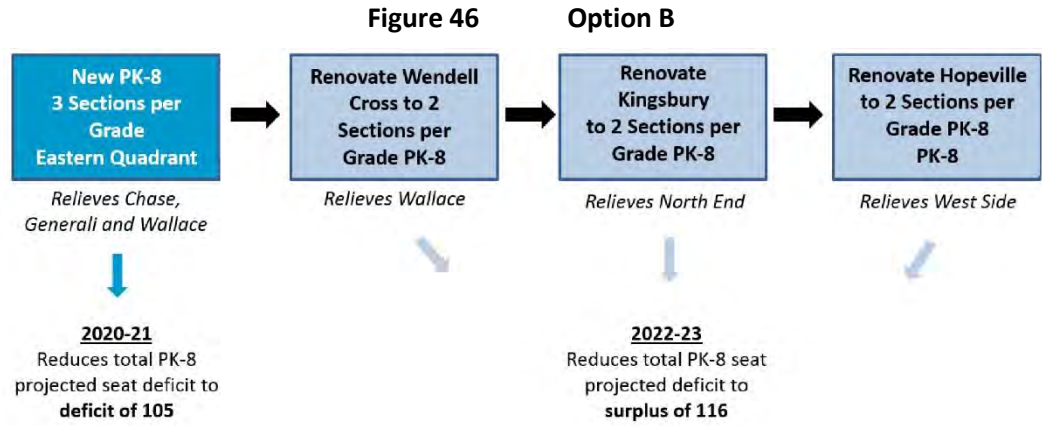 Figure 46 Option B
New PK-8
3 Sections per
Grade
Eastern Quadrant
Relieves Chase,
Generali and Wallace
Renovate Wendell
Cross to 2
Sections per
Grade PK-8
Relieves Wallace
Renovate
Kingsbury
to 2 Sections per
Grade PK-8
Relieves North End
Renovate Hopeville
to 2 Sections per
Grade PK-8
PK-8
Relieves West Side
2020-21
Reduces total PK-8
projected seat deficit to
deficit of 105
2022-23
Reduces total PK-8 seat
projected deficit to
surplus of 116